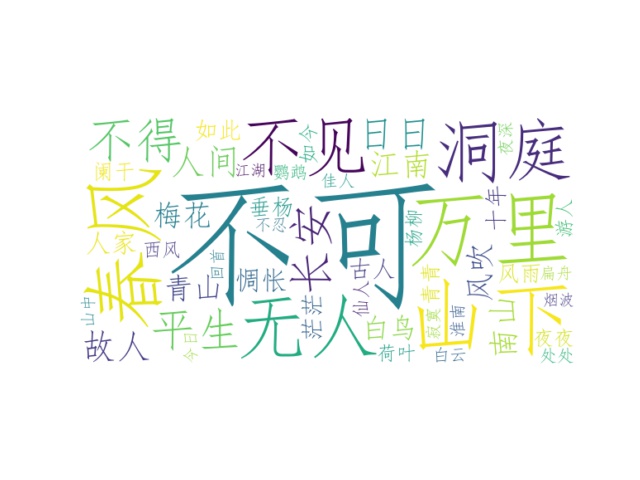 不得
如此
不见
如今
日日
洞庭
夜深
阑干
人间
江湖
鹦鹉
佳人
江南
春风
梅花
垂杨
不忍
不可
长安
杨柳
万里
十年
游人
人家
西风
回首
惆怅
古人
仙人
青青
风吹
风雨
扁舟
山中
青山
茫茫
寂寞
淮南
山下
南山
烟波
故人
平生
今日
无人
白鸟
荷叶
白云
夜夜
处处